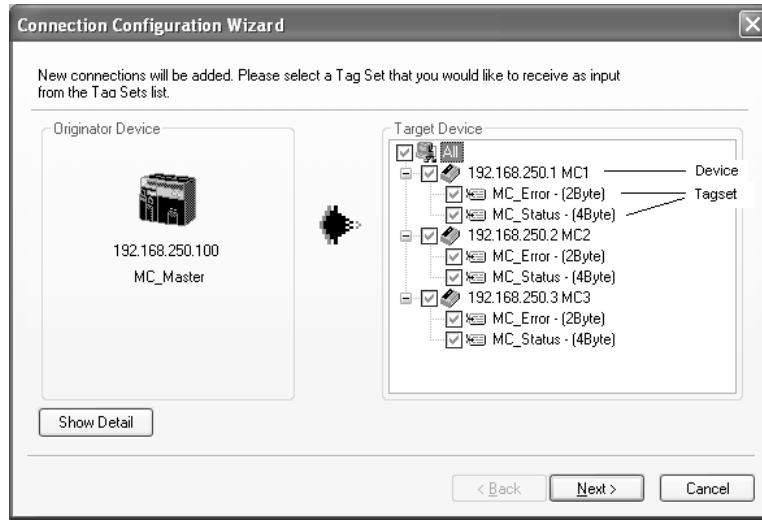 Connection Configuration Wizard
New connections will be added. Please select a Tag Set that you would like to receive as input
from the Tag Sets list.
Originator Device
192.168.250.100
MC_Master
Target Device
All
192.168.250.1 MC1
Device
MC_Error - (2Byte)
Tagset
MC_Status - (4Byte)
192.168.250.2 MC2
MC_Error - (2Byte)
MC_Status - (4Byte)
192.168.250.3 MC3
MC_Error - (2Byte)
MC_Status - (4Byte)
Show Detail
< Back
Next >
Cancel